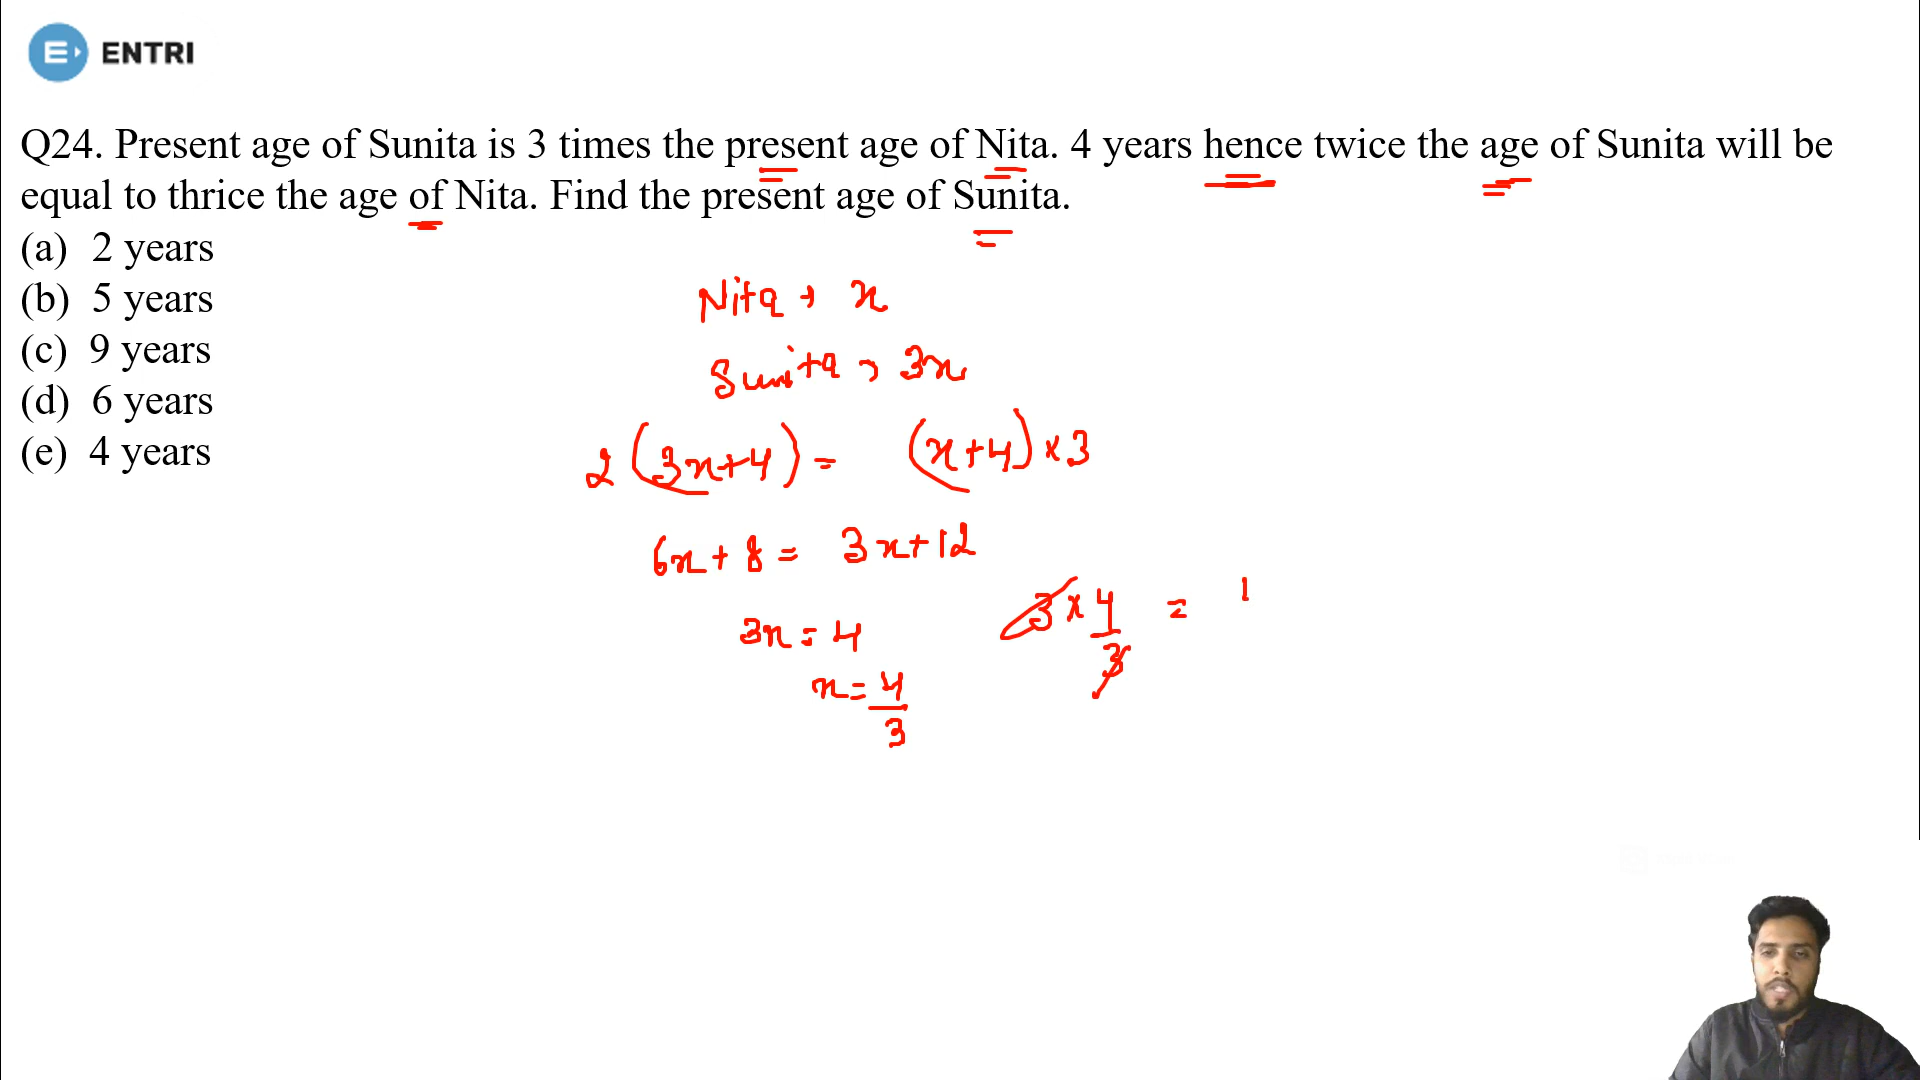 E ENTRI
Q24. Present age of Sunita is 3 times the present age of Nita. 4 years hence twice the age of Sunita will be
equal to thrice the age of Nita. Find the present age of Sunita.
(a) 2 years
(b) 5 years
(c) 9 years
(d) 6 years
(e) 4 years
Nita → x
Sunita → 3x
2(3x+4) = (x+4)×3
6x+8 = 3x+12
3x=4
x=4/3
3×4/3 = 1